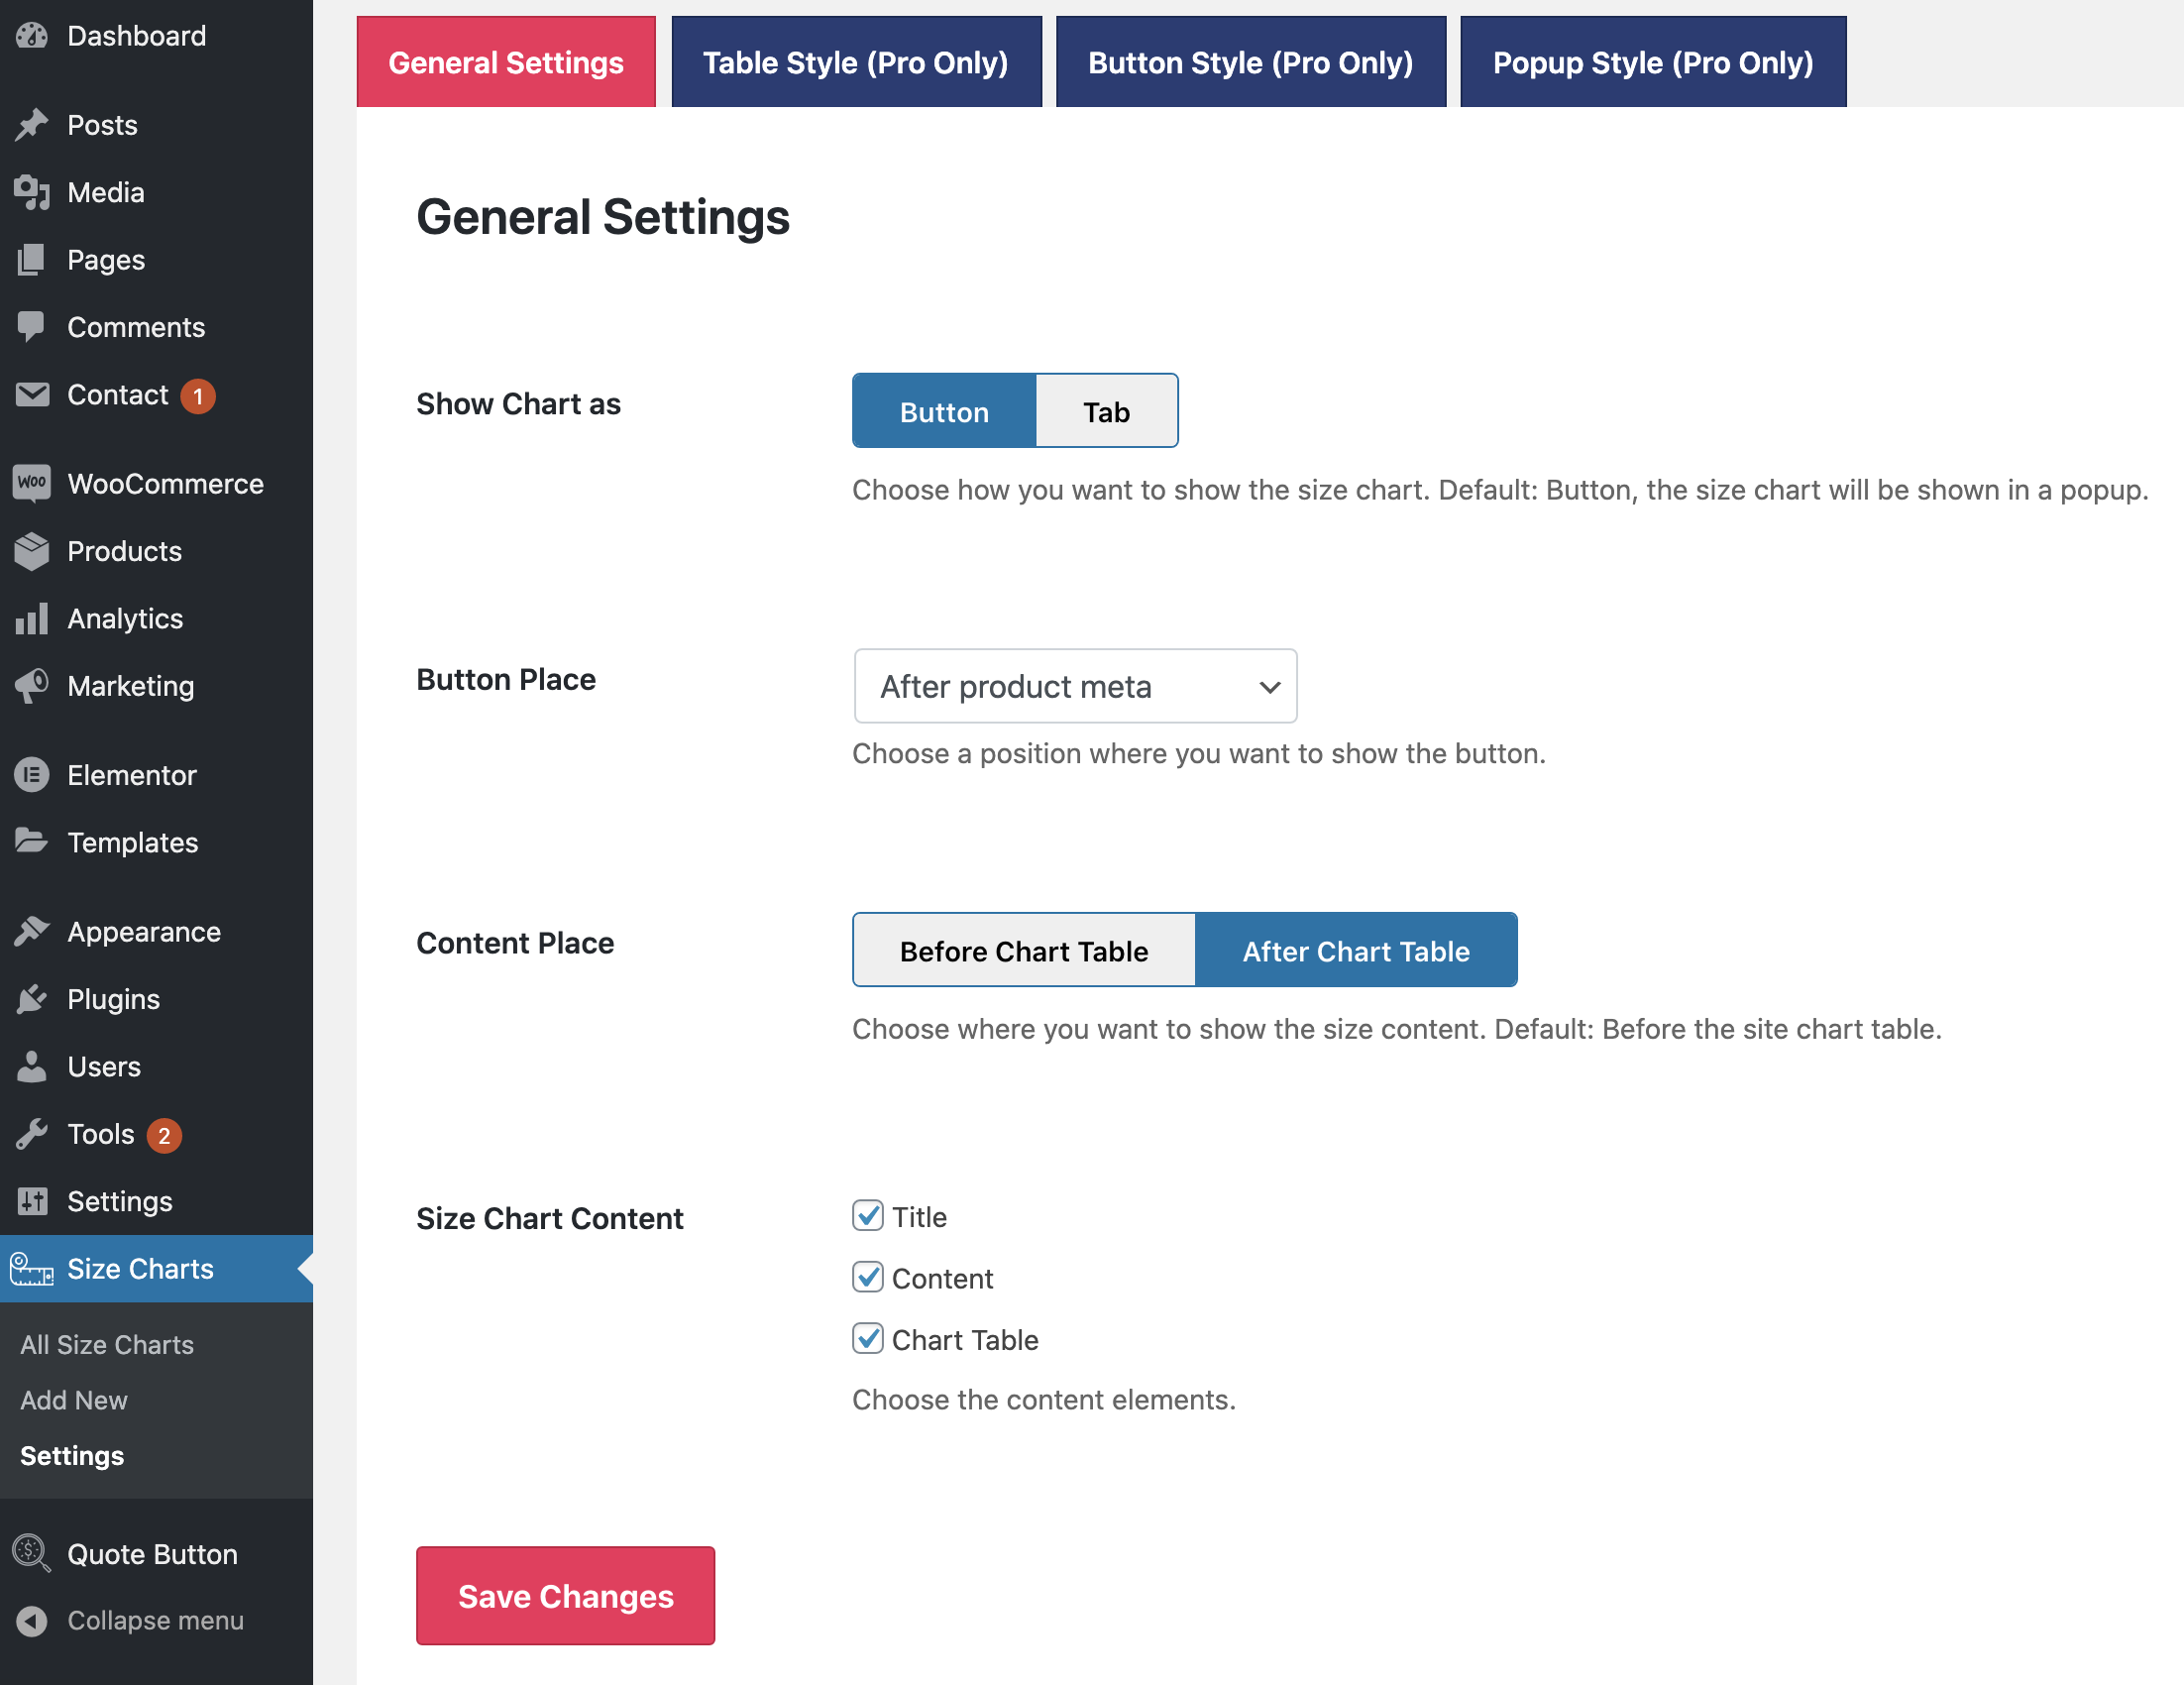 Dashboard
Posts
Media
Pages
Comments
Contact 1
WOO WooCommerce
Products
Analytics
Marketing
Elementor
Templates
Appearance
Plugins
Users
Tools 2
Settings
Size Charts
All Size Charts
Add New
Settings
Quote Button
Collapse menu
General Settings
Table Style (Pro Only)
Button Style (Pro Only)
Popup Style (Pro Only)
General Settings
Show Chart as
Button Tab
Choose how you want to show the size chart. Default: Button, the size chart will be shown in a popup.
Button Place
After product meta
Choose a position where you want to show the button.
Content Place
Before Chart Table After Chart Table
Choose where you want to show the size content. Default: Before the site chart table.
Size Chart Content
Title
Content
Chart Table
Choose the content elements.
Save Changes